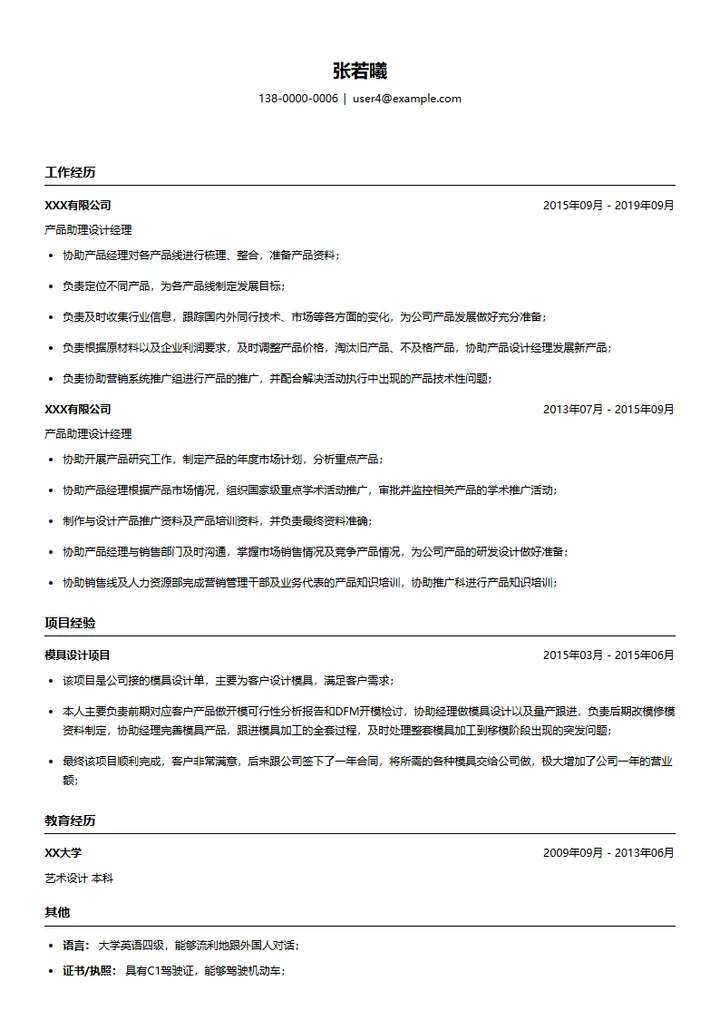 张若曦
138-0000-0006 | user4@example.com
工作经历
XXX有限公司 2015年09月 - 2019年09月
产品助理设计经理
• 协助产品经理对各产品线进行梳理、整合，准备产品资料；
• 负责定位不同产品，为各产品线制定发展目标；
• 负责及时收集行业信息，跟踪国内外同行技术、市场等各方面的变化，为公司产品发展做好充分准备；
• 负责根据原材料以及企业利润要求，及时调整产品价格，淘汰旧产品、不及格产品，协助产品设计经理发展新产品；
• 负责协助营销系统推广组进行产品的推广，并配合解决活动执行中出现的产品技术性问题；
XXX有限公司 2013年07月 - 2015年09月
产品助理设计经理
• 协助开展产品研究工作，制定产品的年度市场计划，分析重点产品；
• 协助产品经理根据产品市场情况，组织国家级重点学术活动推广，审批并监控相关产品的学术推广活动；
• 制作与设计产品推广资料及产品培训资料，并负责最终资料准确；
• 协助产品经理与销售部门及时沟通，掌握市场销售情况及竞争产品情况，为公司产品的研发设计做好准备；
• 协助销售线及人力资源部完成营销管理干部及业务代表的产品知识培训，协助推广科进行产品知识培训；
项目经验
模具设计项目 2015年03月 - 2015年06月
• 该项目是公司接的模具设计单，主要为客户设计模具，满足客户需求；
• 本人主要负责前期对应客户产品做开模可行性分析报告和DFM开模检讨，协助经理做模具设计以及量产跟进，负责后期改模修模
资料制定，协助经理完善模具产品，跟进模具加工的全套过程，及时处理整套模具加工到移模阶段出现的突发问题；
• 最终该项目顺利完成，客户非常满意，后来跟公司签下了一年合同，将所需的各种模具交给公司做，极大增加了公司一年的营业
额；
教育经历
XX大学 2009年09月 - 2013年06月
艺术设计 本科
其他
• 语言： 大学英语四级，能够流利地跟外国人对话；
• 证书/执照： 具有C1驾驶证，能够驾驶机动车；